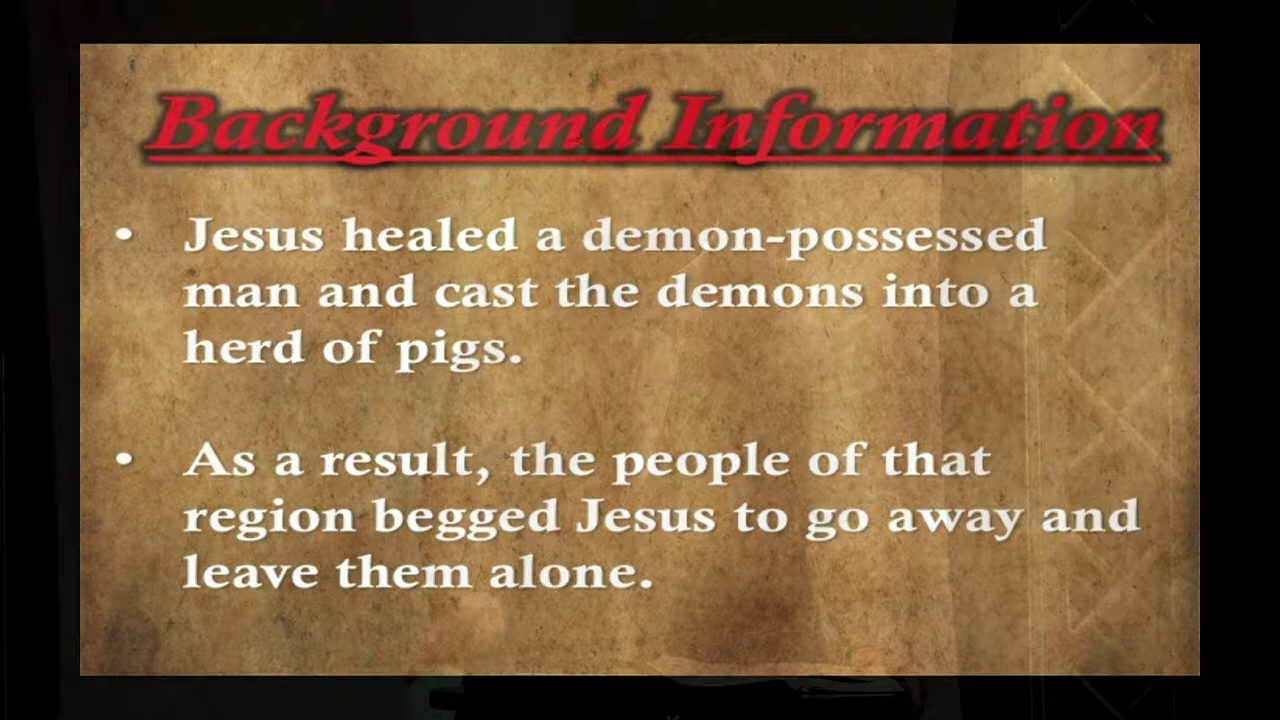 Background Information
• Jesus healed a demon-possessed
man and cast the demons into a
herd of pigs.
• As a result, the people of that
region begged Jesus to go away and
leave them alone.